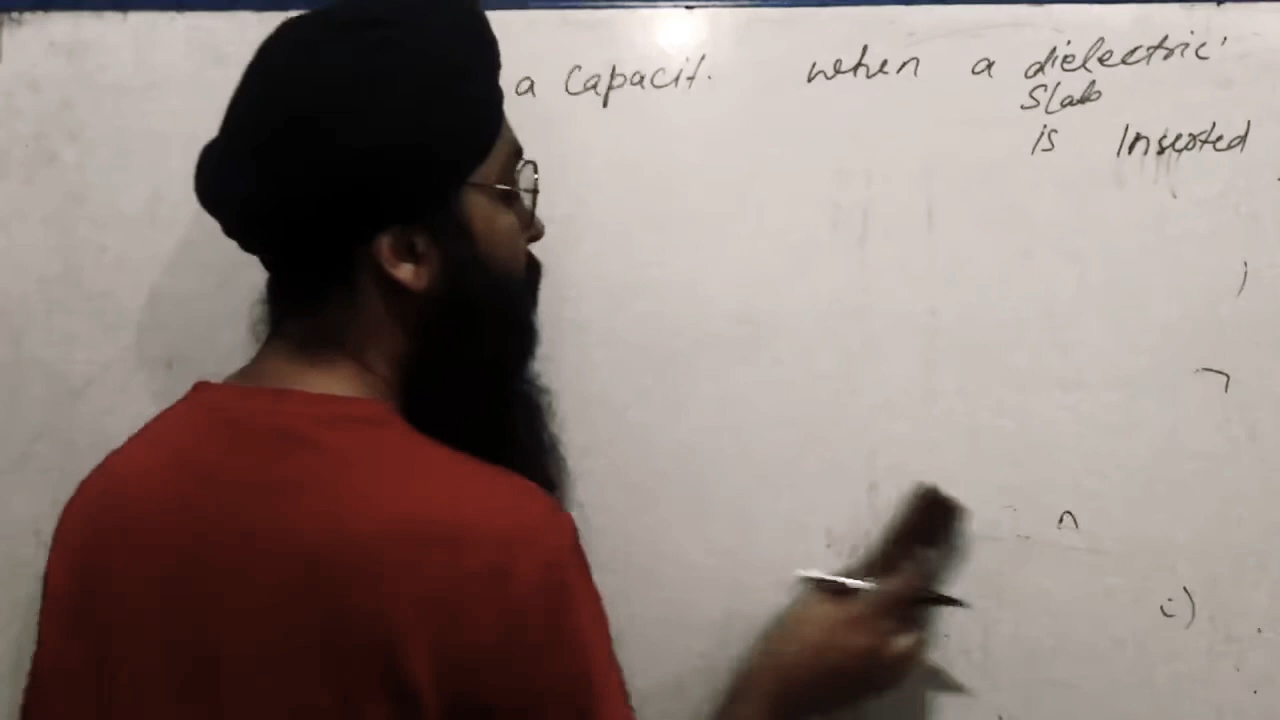 a Capacit. when a dielectric
Slab
is Inserted